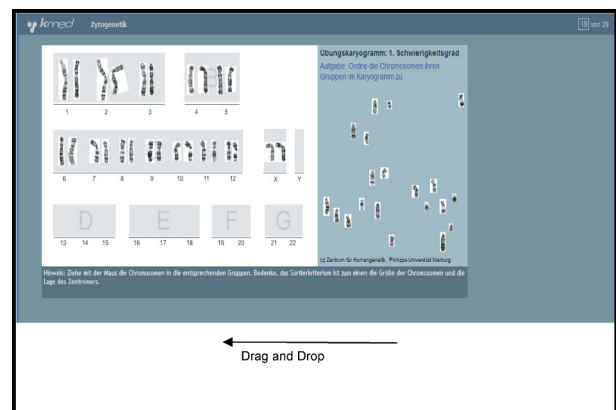 kmed Zytogenetik 19 von 29
Übungskaryogramm: 1. Schwierigkeitsgrad
Aufgabe: Ordne die Chromosomen ihren
Gruppen im Karyogramm zu.
1 2 3 4 5
6 7 8 9 10 11 12 X Y
D E F G
13 14 15 16 17 18 19 20 21 22
(c) Zentrum für Humangenetik, Philipps-Universität Marburg
Hinweis: Ziehe mit der Maus die Chromosomen in die entsprechenden Gruppen. Bedenke, das Sortierkriterium ist zum einen die Größe der Chromosomen und die
Lage des Zentromers.
Drag and Drop